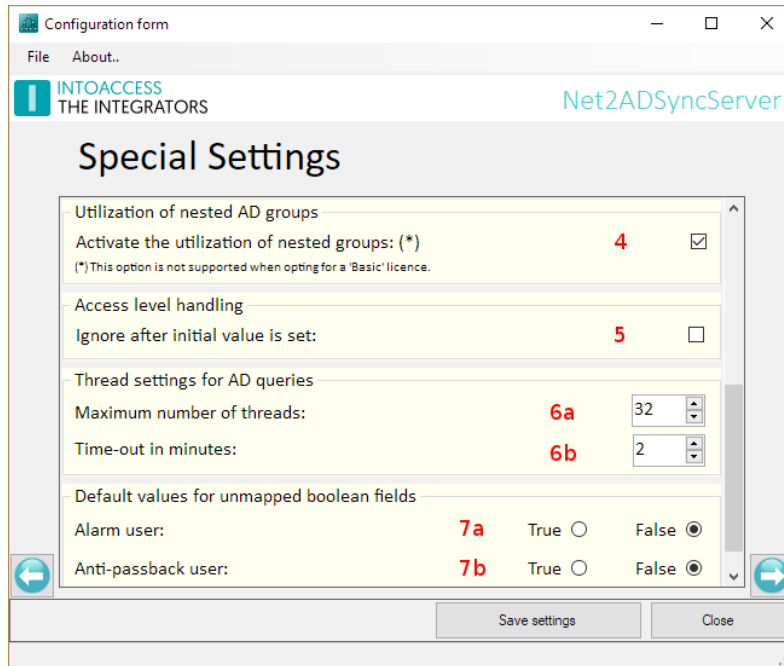 Configuration form
File About..
INTOACCESS
THE INTEGRATORS
Net2ADSyncServer
Special Settings
Utilization of nested AD groups
Activate the utilization of nested groups: (*) 4
(*) This option is not supported when opting for a 'Basic' licence.
Access level handling
Ignore after initial value is set: 5
Thread settings for AD queries
Maximum number of threads: 6a 32
Time-out in minutes: 6b 2
Default values for unmapped boolean fields
Alarm user: 7a True False
Anti-passback user: 7b True False
Save settings Close